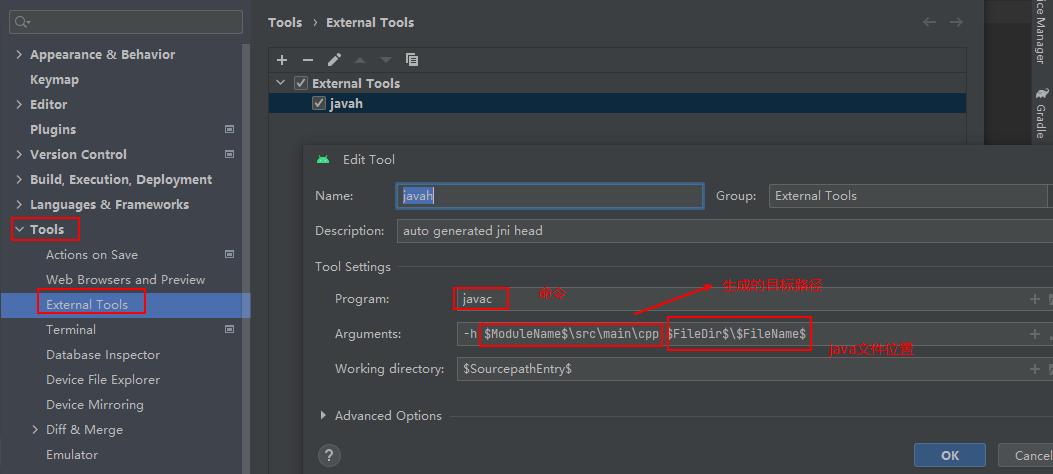 Tools › External Tools
Appearance & Behavior
Keymap
Editor
Plugins
Version Control
Build, Execution, Deployment
Languages & Frameworks
Tools
Actions on Save
Web Browsers and Preview
External Tools
Terminal
Database Inspector
Device File Explorer
Device Mirroring
Diff & Merge
Emulator
External Tools
javah
Edit Tool
Name: javah Group: External Tools
Description: auto generated jni head
Tool Settings
Program: javac 命令 生成的目标路径
Arguments: -h $ModuleName$\src\main\cpp $FileDir$\$FileName$
java文件位置
Working directory: $SourcepathEntry$
Advanced Options
? OK Cancel
ice Manager
Gradle